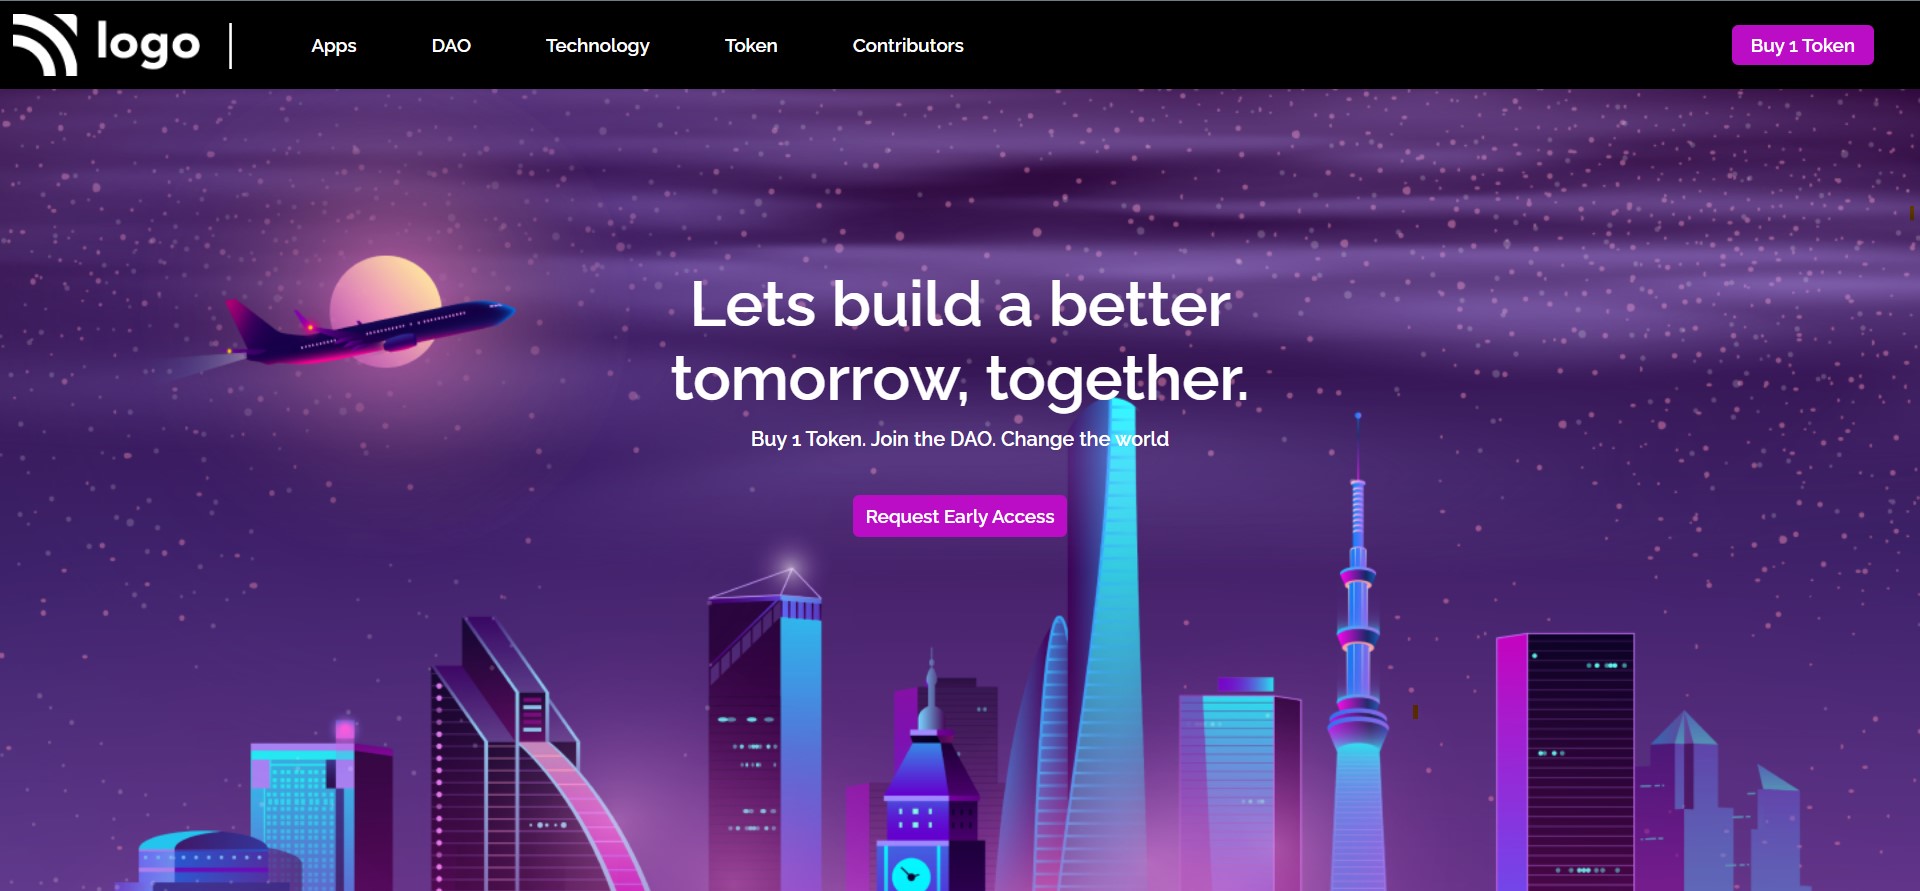 logo
Apps DAO Technology Token Contributors Buy 1 Token
Lets build a better
tomorrow, together.
Buy 1 Token. Join the DAO. Change the world
Request Early Access